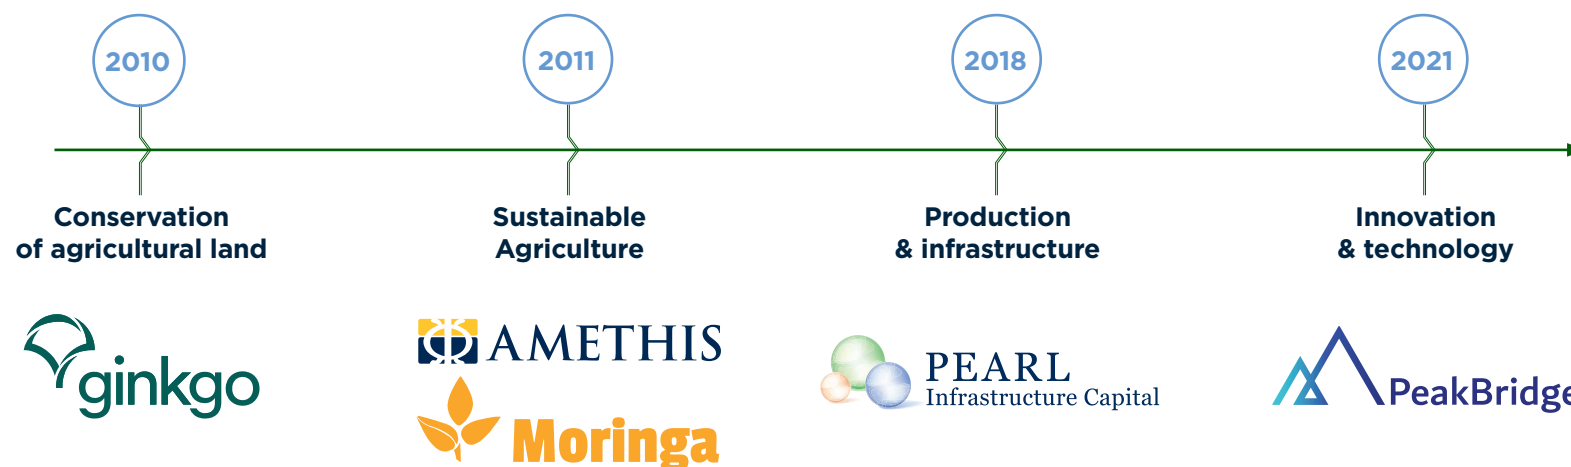 2010
2011
2018
2021
Conservation
of agricultural land
Sustainable
Agriculture
Production
& infrastructure
Innovation
& technology
ginkgo
AMETHIS
Moringa
PEARL
Infrastructure Capital
PeakBridge